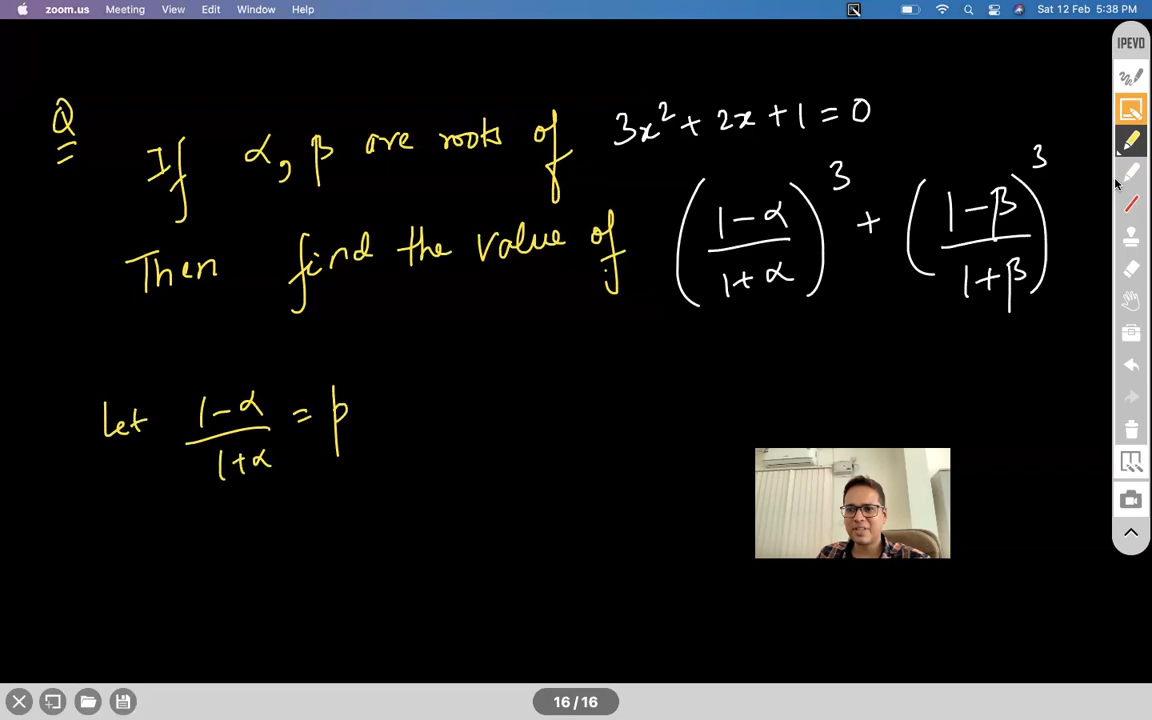 zoom.us Meeting View Edit Window Help Sat 12 Feb 5:38 PM
IPEVO
Q
If α, β are roots of 3x² + 2x + 1 = 0
Then find the value of ((1-α)/(1+α))³ + ((1-β)/(1+β))³
Let (1-α)/(1+α) = p
16 / 16